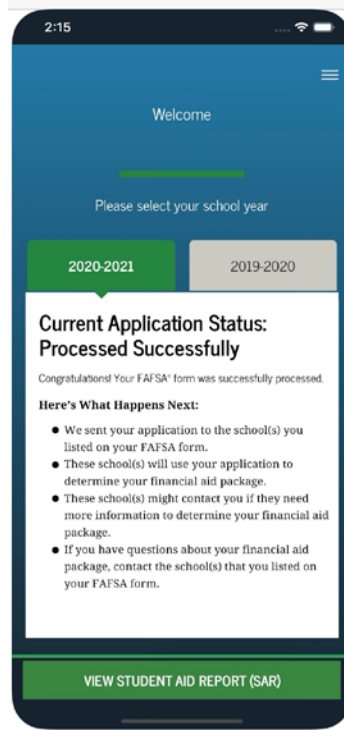 2:15
Welcome
Please select your school year
2020-2021
2019-2020
Current Application Status:
Processed Successfully
Congratulations! Your FAFSA® form was successfully processed.
Here's What Happens Next:
● We sent your application to the school(s) you
listed on your FAFSA form.
● These school(s) will use your application to
determine your financial aid package.
● These school(s) might contact you if they need
more information to determine your financial aid
package.
● If you have questions about your financial aid
package, contact the school(s) that you listed on
your FAFSA form.
VIEW STUDENT AID REPORT (SAR)